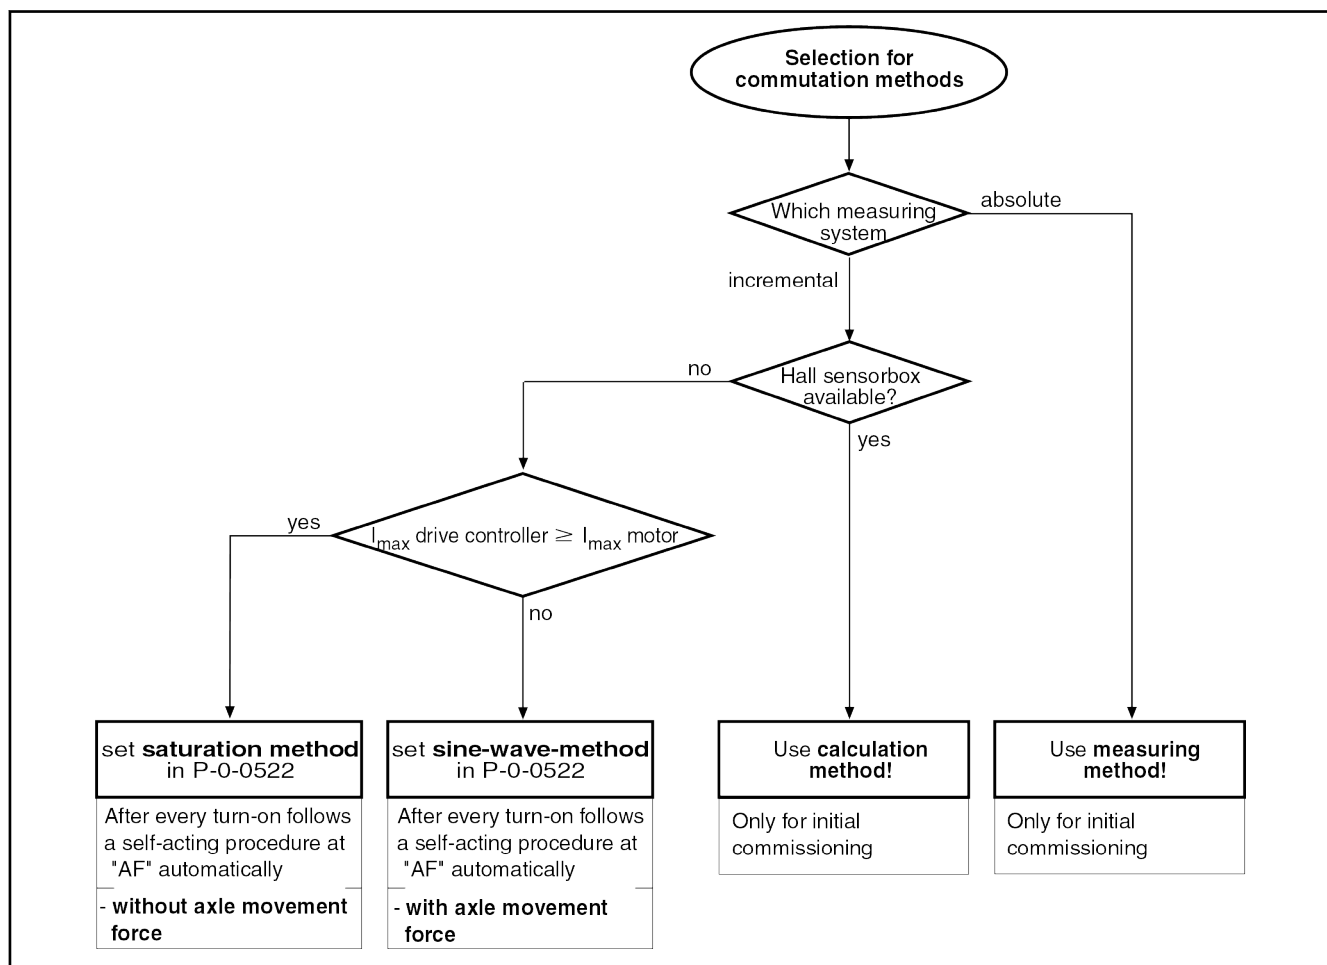 Selection for
commutation methods
Which measuring
system
absolute
incremental
Hall sensorbox
available?
no
yes
I_max drive controller ≥ I_max motor
yes
no
set saturation method
in P-0-0522
After every turn-on follows
a self-acting procedure at
"AF" automatically
- without axle movement
force
set sine-wave-method
in P-0-0522
After every turn-on follows
a self-acting procedure at
"AF" automatically
- with axle movement
force
Use calculation
method!
Only for initial
commissioning
Use measuring
method!
Only for initial
commissioning